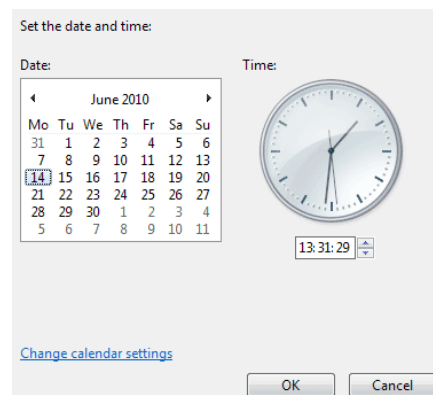 Set the date and time:
Date:
Time:
June 2010
Mo Tu We Th Fr Sa Su
31 1 2 3 4 5 6
7 8 9 10 11 12 13
14 15 16 17 18 19 20
21 22 23 24 25 26 27
28 29 30 1 2 3 4
5 6 7 8 9 10 11
13:31:29
Change calendar settings
OK
Cancel